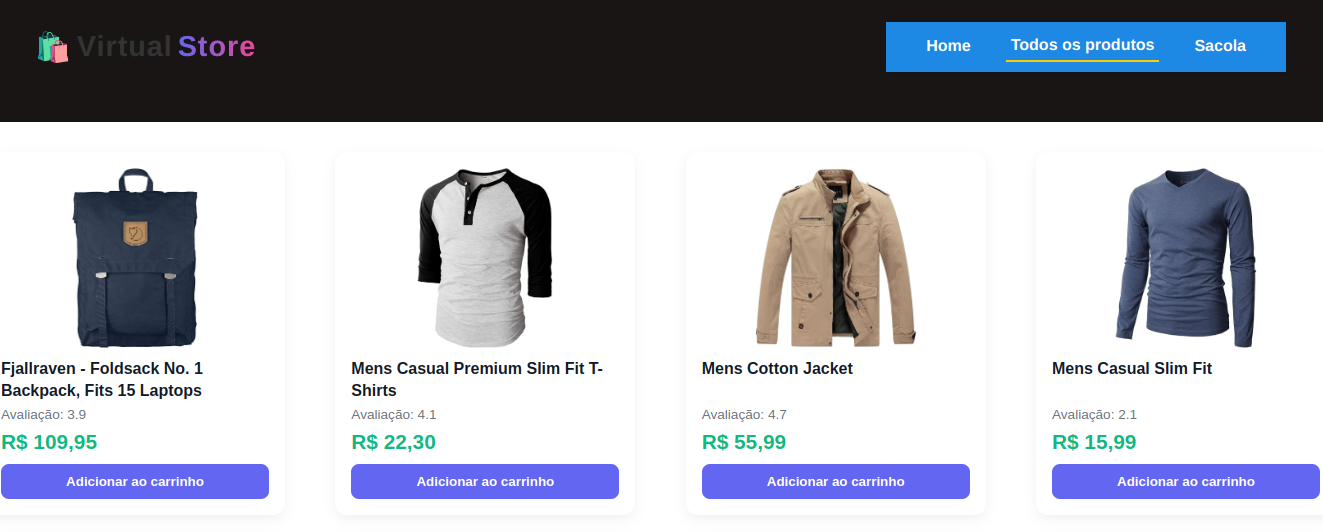 Virtual Store
Home Todos os produtos Sacola
Fjallraven - Foldsack No. 1
Backpack, Fits 15 Laptops
Avaliação: 3.9
R$ 109,95
Adicionar ao carrinho
Mens Casual Premium Slim Fit T-
Shirts
Avaliação: 4.1
R$ 22,30
Adicionar ao carrinho
Mens Cotton Jacket
Avaliação: 4.7
R$ 55,99
Adicionar ao carrinho
Mens Casual Slim Fit
Avaliação: 2.1
R$ 15,99
Adicionar ao carrinho